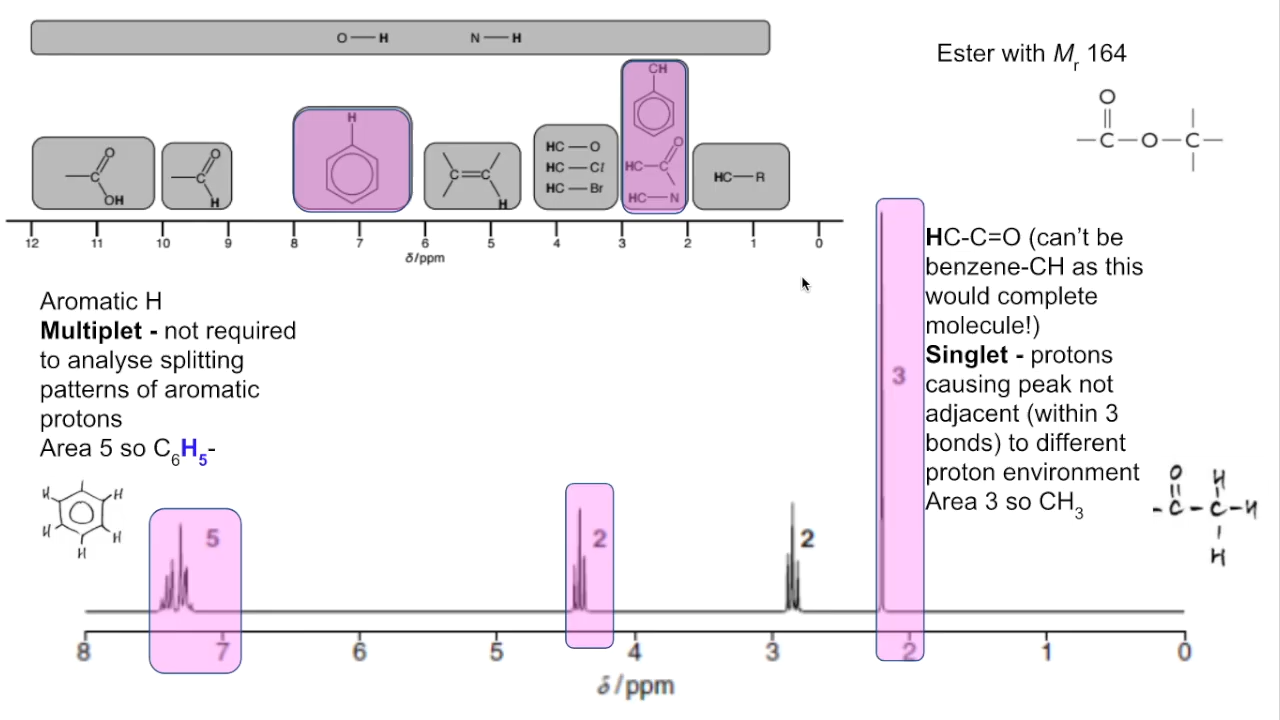 O — H N — H
Ester with Mr 164
CH
H
O
C
OH
O
C
H
C=C
H
HC — O
HC — Cl
HC — Br
O
HC—C
HC—N
HC—R
O
—C—O—C—
12 11 10 9 8 7 6 5 4 3 2 1 0
δ/ppm
HC-C=O (can't be
benzene-CH as this
would complete
molecule!)
Singlet - protons
causing peak not
adjacent (within 3
bonds) to different
proton environment
Area 3 so CH3
Aromatic H
Multiplet - not required
to analyse splitting
patterns of aromatic
protons
Area 5 so C6H5-
H H
H H
H
O H
-C-C-H
H
5 2 2 3
8 7 6 5 4 3 2 1 0
δ/ppm